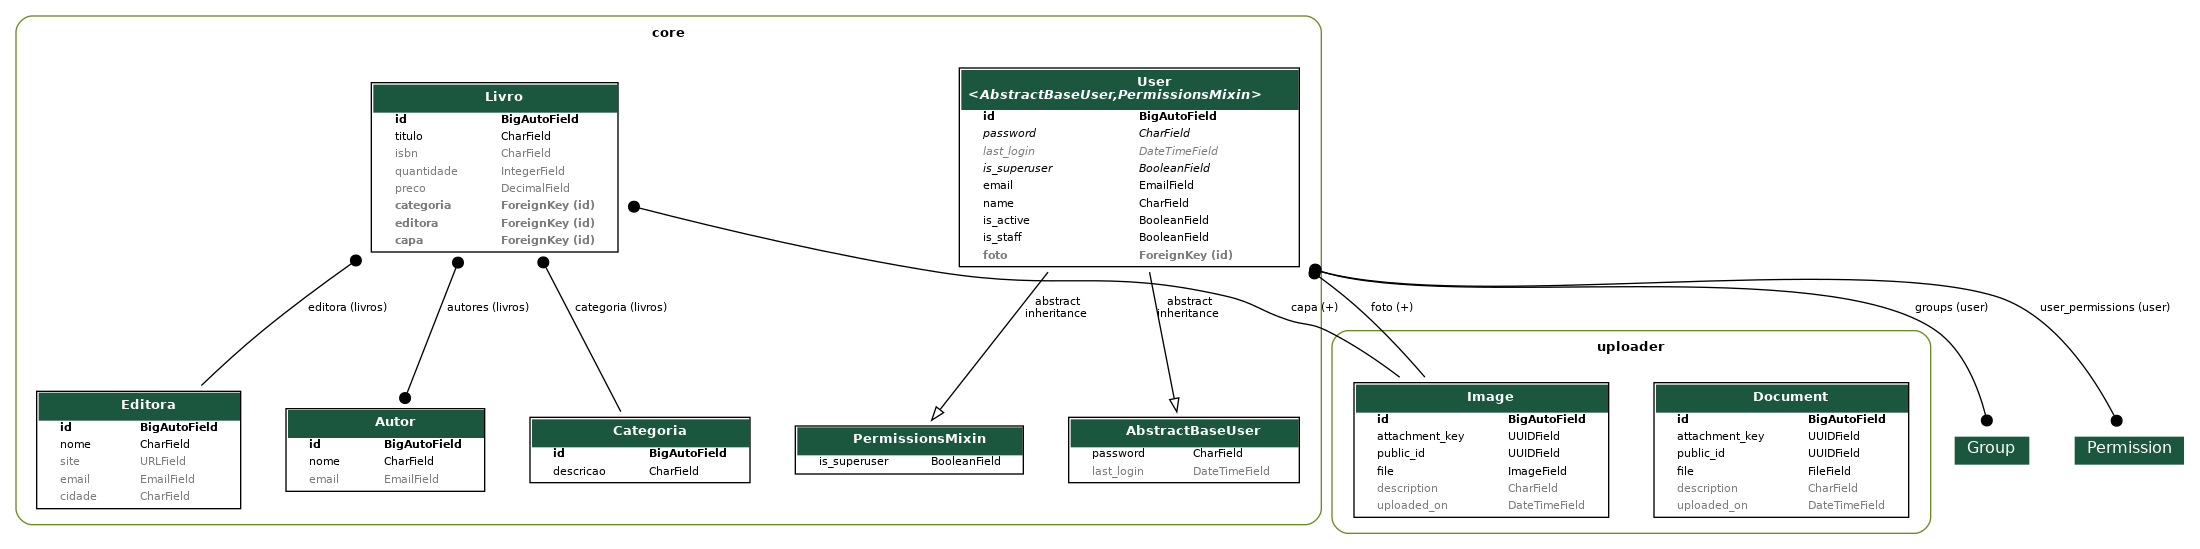 core
Livro
id BigAutoField
titulo CharField
isbn CharField
quantidade IntegerField
preco DecimalField
categoria ForeignKey (id)
editora ForeignKey (id)
capa ForeignKey (id)
User
<AbstractBaseUser,PermissionsMixin>
id BigAutoField
password CharField
last_login DateTimeField
is_superuser BooleanField
email EmailField
name CharField
is_active BooleanField
is_staff BooleanField
foto ForeignKey (id)
editora (livros)
autores (livros)
categoria (livros)
abstract
inheritance
abstract
inheritance
capa (+)
foto (+)
groups (user)
user_permissions (user)
Editora
id BigAutoField
nome CharField
site URLField
email EmailField
cidade CharField
Autor
id BigAutoField
nome CharField
email EmailField
Categoria
id BigAutoField
descricao CharField
PermissionsMixin
is_superuser BooleanField
AbstractBaseUser
password CharField
last_login DateTimeField
uploader
Image
id BigAutoField
attachment_key UUIDField
public_id UUIDField
file ImageField
description CharField
uploaded_on DateTimeField
Document
id BigAutoField
attachment_key UUIDField
public_id UUIDField
file FileField
description CharField
uploaded_on DateTimeField
Group
Permission